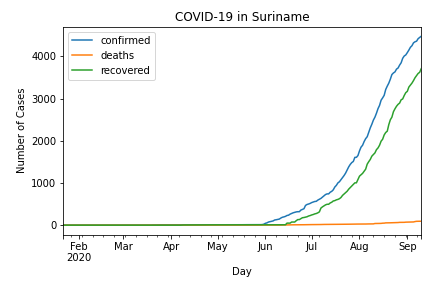 COVID-19 in Suriname
confirmed
deaths
recovered
Number of Cases
4000
3000
2000
1000
0
Feb Mar Apr May Jun Jul Aug Sep
2020
Day